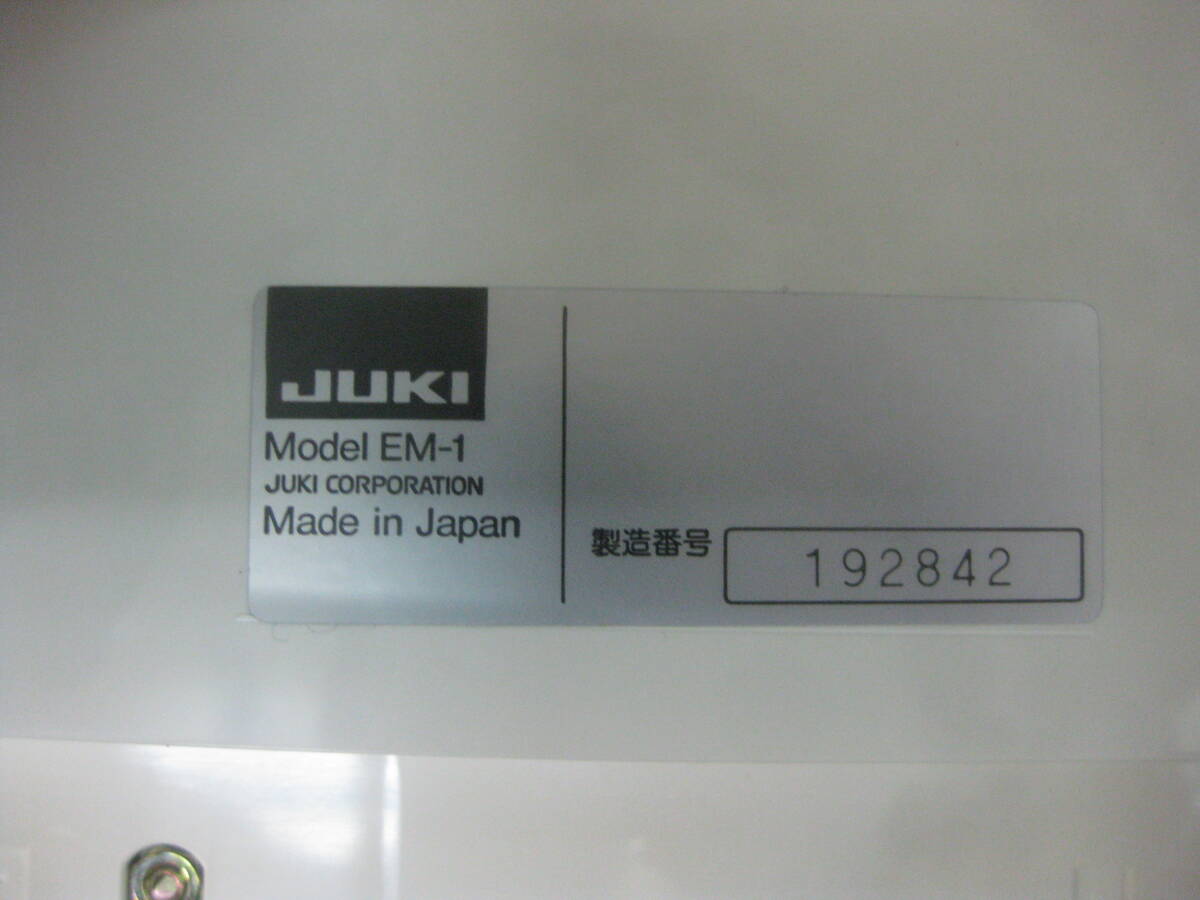 JUKI
Model EM-1
JUKI CORPORATION
Made in Japan
製造番号 192842